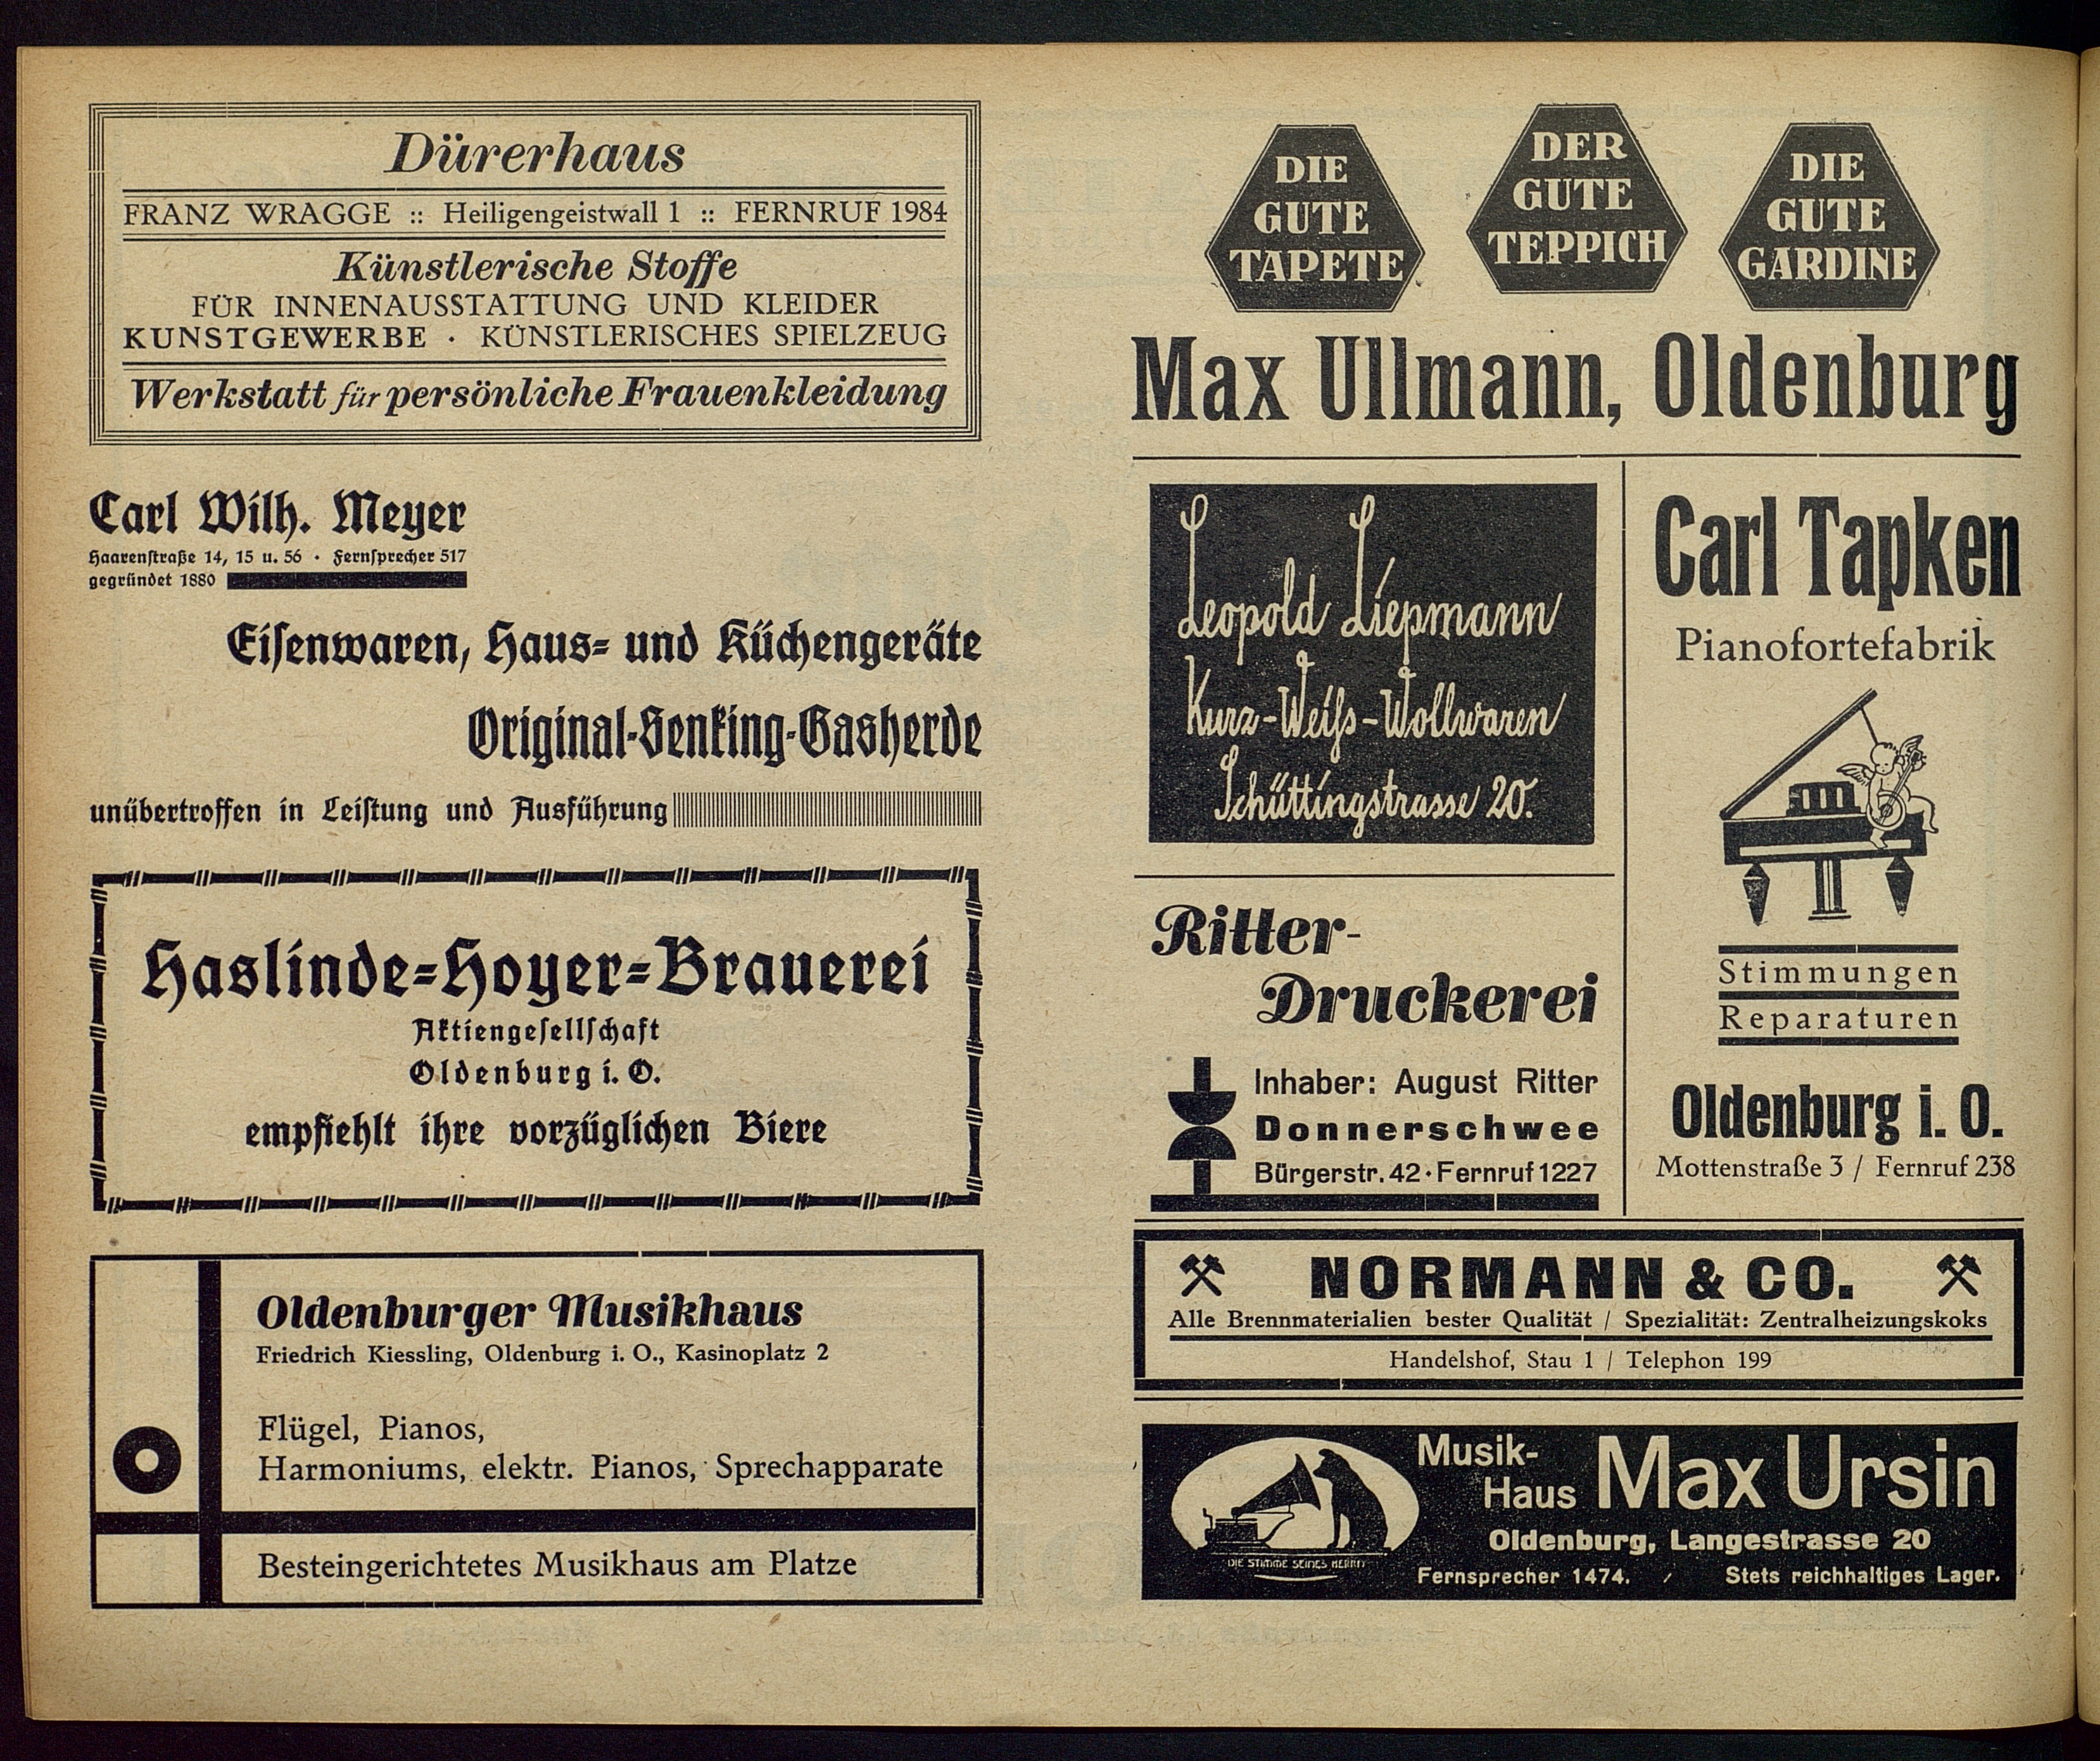 Dürerhaus
FRANZ WRAGGE :: Heiligengeistwall 1 :: FERNRUF 1984
Künstlerische Stoffe
FÜR INNENAUSSTATTUNG UND KLEIDER
KUNSTGEWERBE · KÜNSTLERISCHES SPIELZEUG
Werkstatt für persönliche Frauenkleidung
Carl Wilh. Meyer
Haarenſtraße 14, 15 u. 56 · Fernſprecher 517
gegründet 1880
Eiſenwaren, Haus= und Küchengeräte
Original-Senking-Gasherde
unübertroffen in Leiſtung und Ausführung
Haslinde=Hoyer=Brauerei
Aktiengeſellſchaft
Oldenburg i. O.
empfiehlt ihre vorzüglichen Biere
Oldenburger Musikhaus
Friedrich Kiessling, Oldenburg i. O., Kasinoplatz 2
Flügel, Pianos,
Harmoniums, elektr. Pianos, Sprechapparate
Besteingerichtetes Musikhaus am Platze
DIE
GUTE
TAPETE
DER
GUTE
TEPPICH
DIE
GUTE
GARDINE
Max Ullmann, Oldenburg
Leopold Liepmann
Kurz-Weiſs-Wollwaren
Schüttingstrasse 20.
Ritter-
Druckerei
Inhaber: August Ritter
Donnerschwee
Bürgerstr. 42 · Fernruf 1227
Carl Tapken
Pianofortefabrik
Stimmungen
Reparaturen
Oldenburg i. O.
Mottenstraße 3 / Fernruf 238
NORMANN & CO.
Alle Brennmaterialien bester Qualität / Spezialität: Zentralheizungskoks
Handelshof, Stau 1 / Telephon 199
DIE STIMME SEINES HERRN
Musik-
Haus Max Ursin
Oldenburg, Langestrasse 20
Fernsprecher 1474. / Stets reichhaltiges Lager.